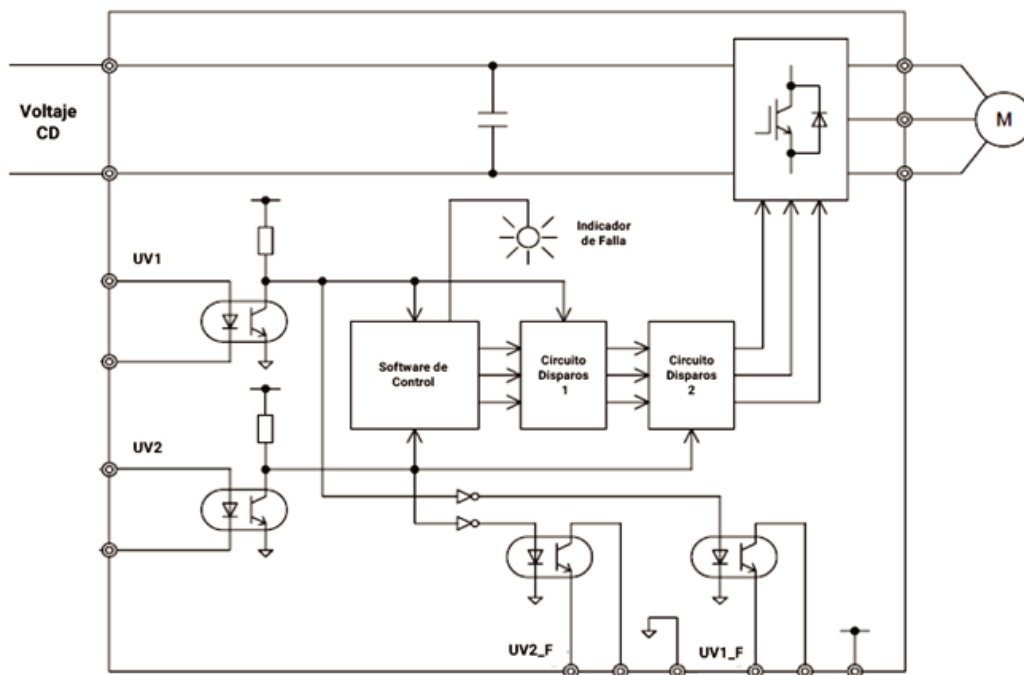 Voltaje
CD
M
Indicador
de Falla
UV1
Software de
Control
Circuito
Disparos
1
Circuito
Disparos
2
UV2
UV2_F
UV1_F